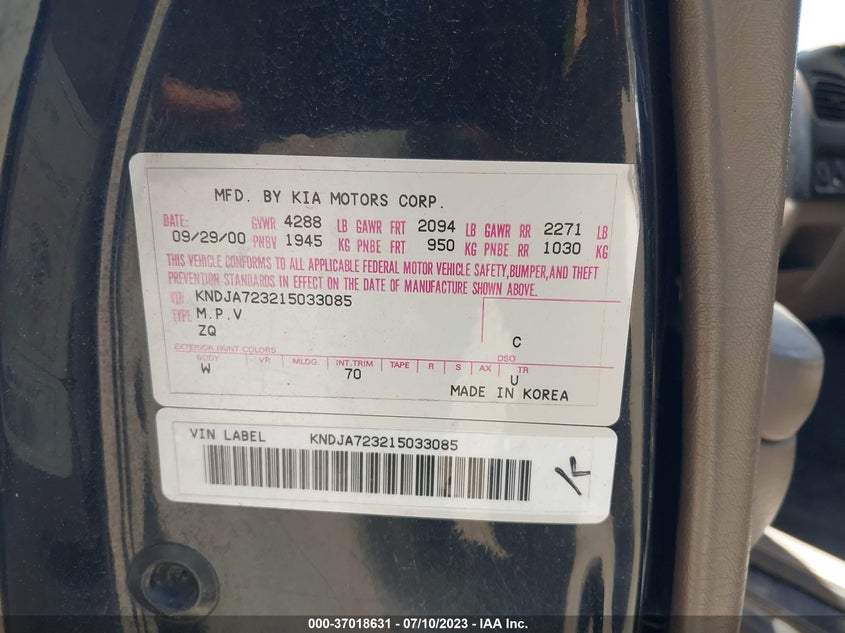 MFD. BY KIA MOTORS CORP.
DATE: GVWR 4288 LB GAWR FRT 2094 LB GAWR RR 2271 LB
09/29/00 PNBV 1945 KG PNBE FRT 950 KG PNBE RR 1030 KG
THIS VEHICLE CONFORMS TO ALL APPLICABLE FEDERAL MOTOR VEHICLE SAFETY,BUMPER,AND THEFT
PREVENTION STANDARDS IN EFFECT ON THE DATE OF MANUFACTURE SHOWN ABOVE.
VIN KNDJA723215033085
TYPE M.P.V
ZQ C
EXTERIOR PAINT COLORS DSO
BODY VR MLDG. INT.TRIM TAPE R S AX TR
W 70 U
MADE IN KOREA
VIN LABEL KNDJA723215033085
000-37018631 - 07/10/2023 - IAA Inc.